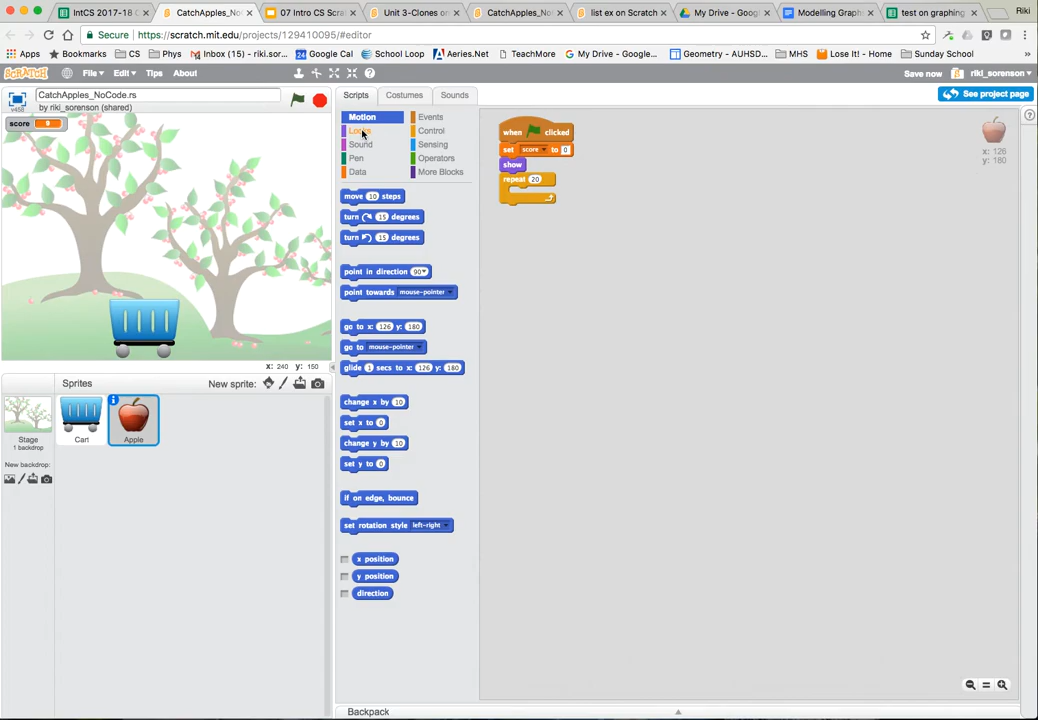 IntCS 2017-18 C
CatchApples_No
07 Intro CS Scra
Unit 3-Clones or
CatchApples_No
list ex on Scratch
My Drive - Goog
Modelling Graph
test on graphing
Riki
Secure https://scratch.mit.edu/projects/129410095/#editor
Apps Bookmarks CS Phys Inbox (15) - riki.sor... Google Cal School Loop Aeries.Net TeachMore My Drive - Google... Geometry - AUHSD... MHS Lose It! - Home Sunday School
SCRATCH File Edit Tips About Save now riki_sorenson
v458 CatchApples_NoCode.rs
by riki_sorenson (shared)
Scripts Costumes Sounds
See project page
score 9
Motion Events
Looks Control
Sound Sensing
Pen Operators
Data More Blocks
move 10 steps
turn 15 degrees
turn 15 degrees
point in direction 90
point towards mouse-pointer
go to x: 126 y: 180
go to mouse-pointer
glide 1 secs to x: 126 y: 180
change x by 10
set x to 0
change y by 10
set y to 0
if on edge, bounce
set rotation style left-right
x position
y position
direction
when clicked
set score to 0
show
repeat 20
x: 126
y: 180
x: 240 y: 150
Sprites New sprite:
Stage
1 backdrop
New backdrop:
Cart
Apple
Backpack